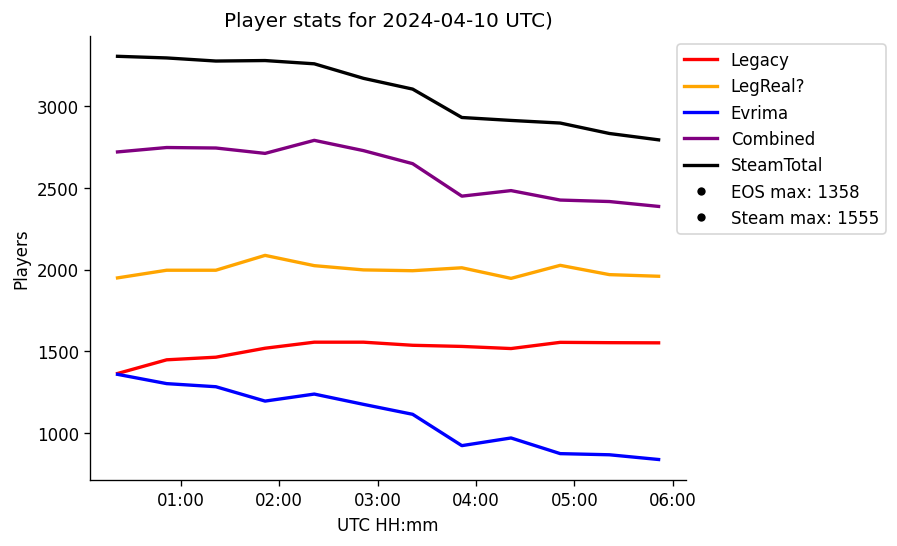 Player stats for 2024-04-10 UTC)
Legacy
LegReal?
Evrima
Combined
SteamTotal
EOS max: 1358
Steam max: 1555
Players
3000
2500
2000
1500
1000
01:00
02:00
03:00
04:00
05:00
06:00
UTC HH:mm